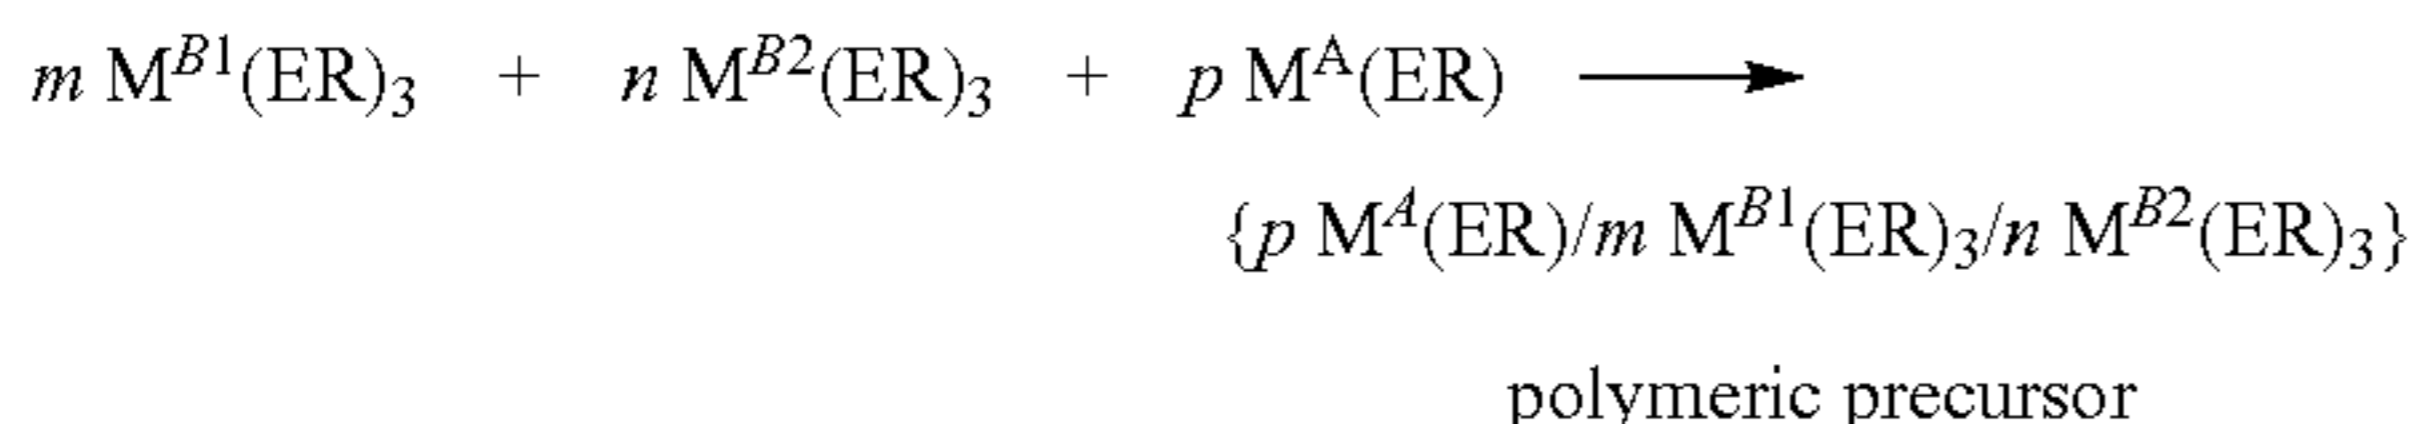 m M^{B1}(ER)_3 + n M^{B2}(ER)_3 + p M^A(ER) ⟶
{p M^A(ER)/m M^{B1}(ER)_3/n M^{B2}(ER)_3}
polymeric precursor